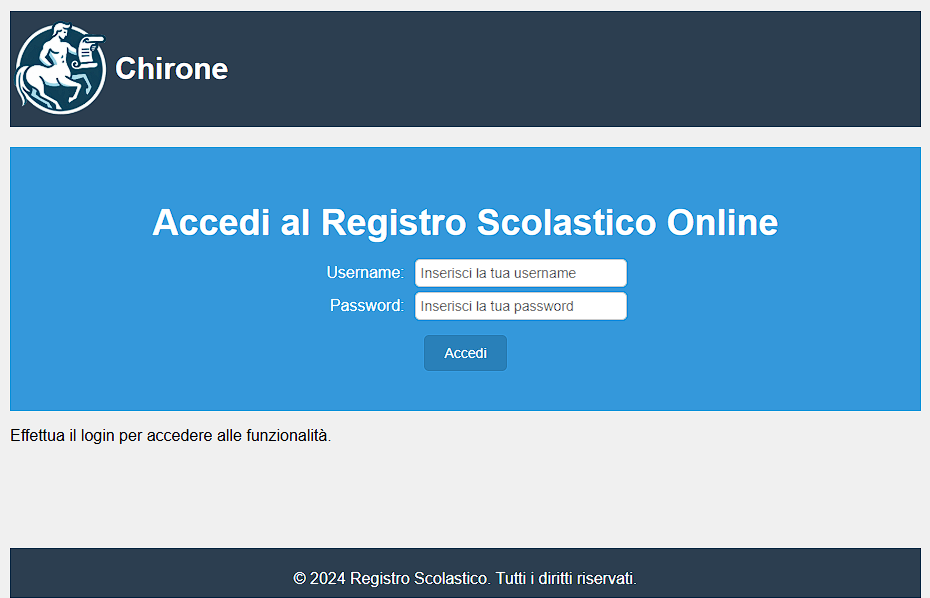 Chirone
Accedi al Registro Scolastico Online
Username: Inserisci la tua username
Password: Inserisci la tua password
Accedi
Effettua il login per accedere alle funzionalità.
© 2024 Registro Scolastico. Tutti i diritti riservati.